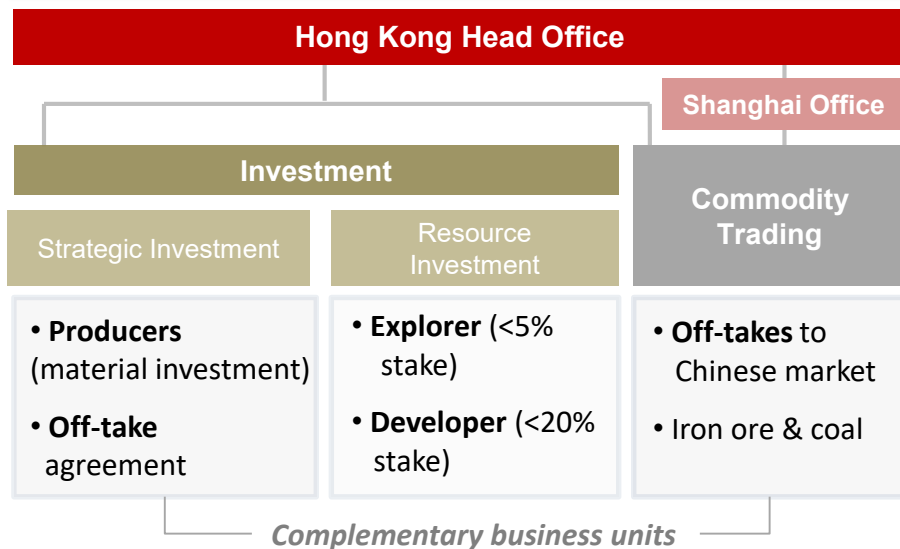 Hong Kong Head Office
Shanghai Office
Investment
Commodity
Trading
Strategic Investment
Resource
Investment
• Producers
(material investment)
• Off-take
agreement
• Explorer (<5%
stake)
• Developer (<20%
stake)
• Off-takes to
Chinese market
• Iron ore & coal
Complementary business units